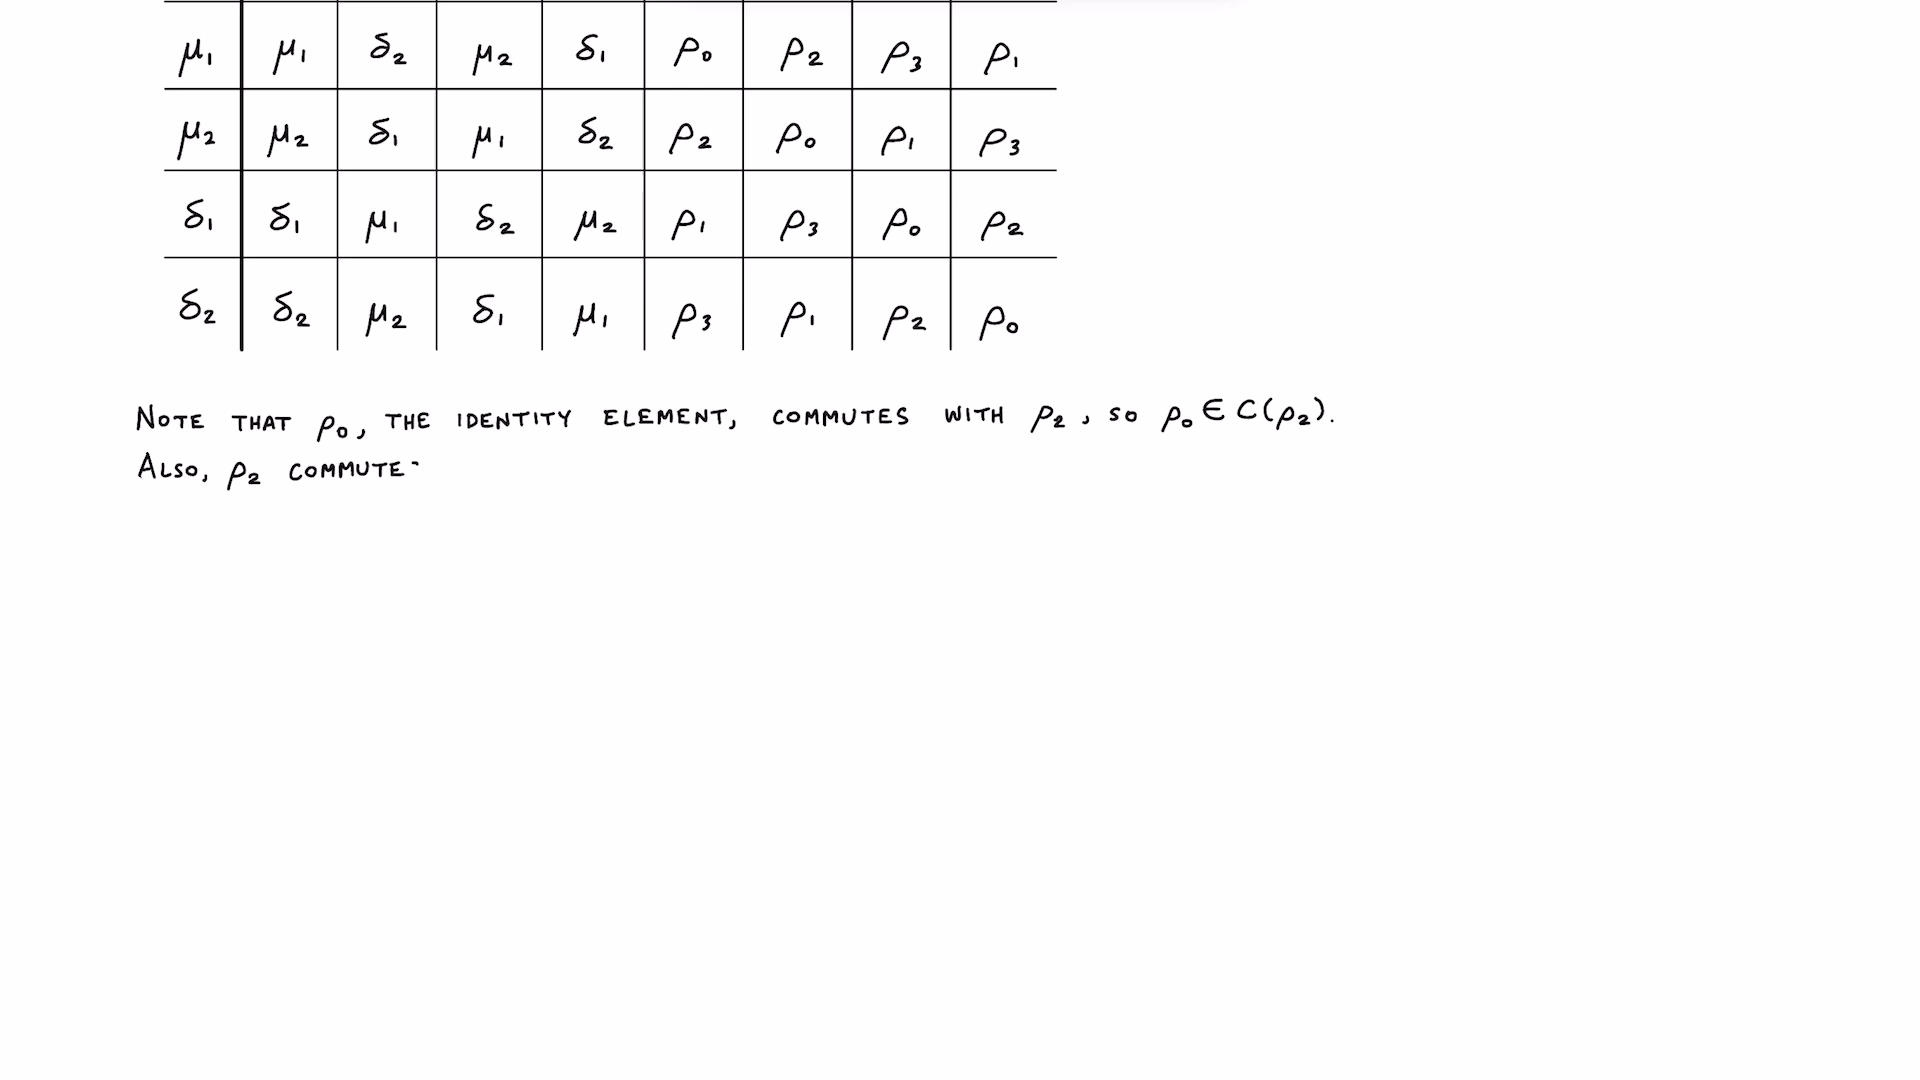 μ₁ μ₁ δ₂ μ₂ δ₁ ρ₀ ρ₂ ρ₃ ρ₁
μ₂ μ₂ δ₁ μ₁ δ₂ ρ₂ ρ₀ ρ₁ ρ₃
δ₁ δ₁ μ₁ δ₂ μ₂ ρ₁ ρ₃ ρ₀ ρ₂
δ₂ δ₂ μ₂ δ₁ μ₁ ρ₃ ρ₁ ρ₂ ρ₀
NOTE THAT ρ₀, THE IDENTITY ELEMENT, COMMUTES WITH ρ₂, SO ρ₀ ∈ C(ρ₂).
ALSO, ρ₂ COMMUTE